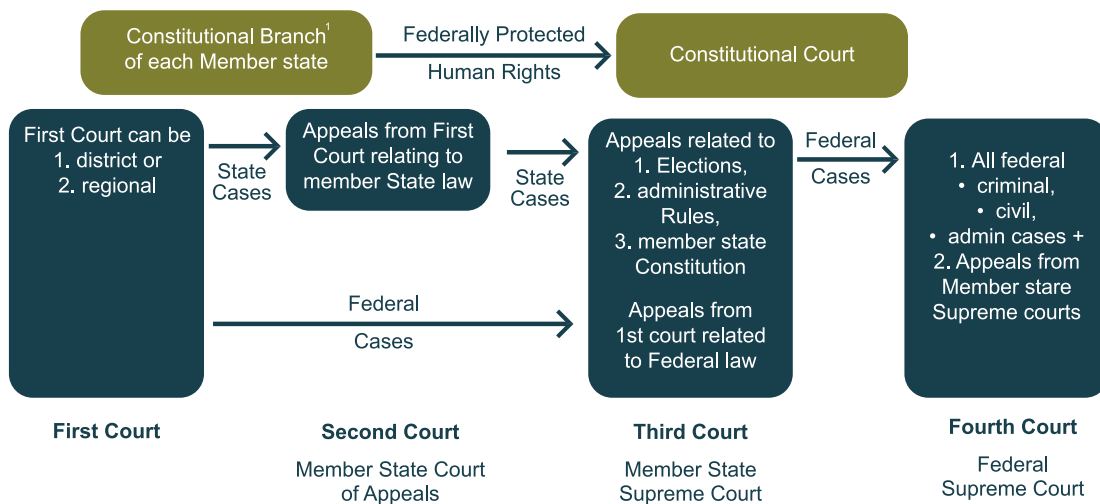 Constitutional Branch1
of each Member state
Federally Protected
Human Rights
Constitutional Court
First Court can be
1. district or
2. regional
State
Cases
Appeals from First
Court relating to
member State law
State
Cases
Appeals related to
1. Elections,
2. administrative
Rules,
3. member state
Constitution
Appeals from
1st court related
to Federal law
Federal
Cases
1. All federal
• criminal,
• civil,
• admin cases +
2. Appeals from
Member stare
Supreme courts
Federal
Cases
First Court
Second Court
Member State Court
of Appeals
Third Court
Member State
Supreme Court
Fourth Court
Federal
Supreme Court